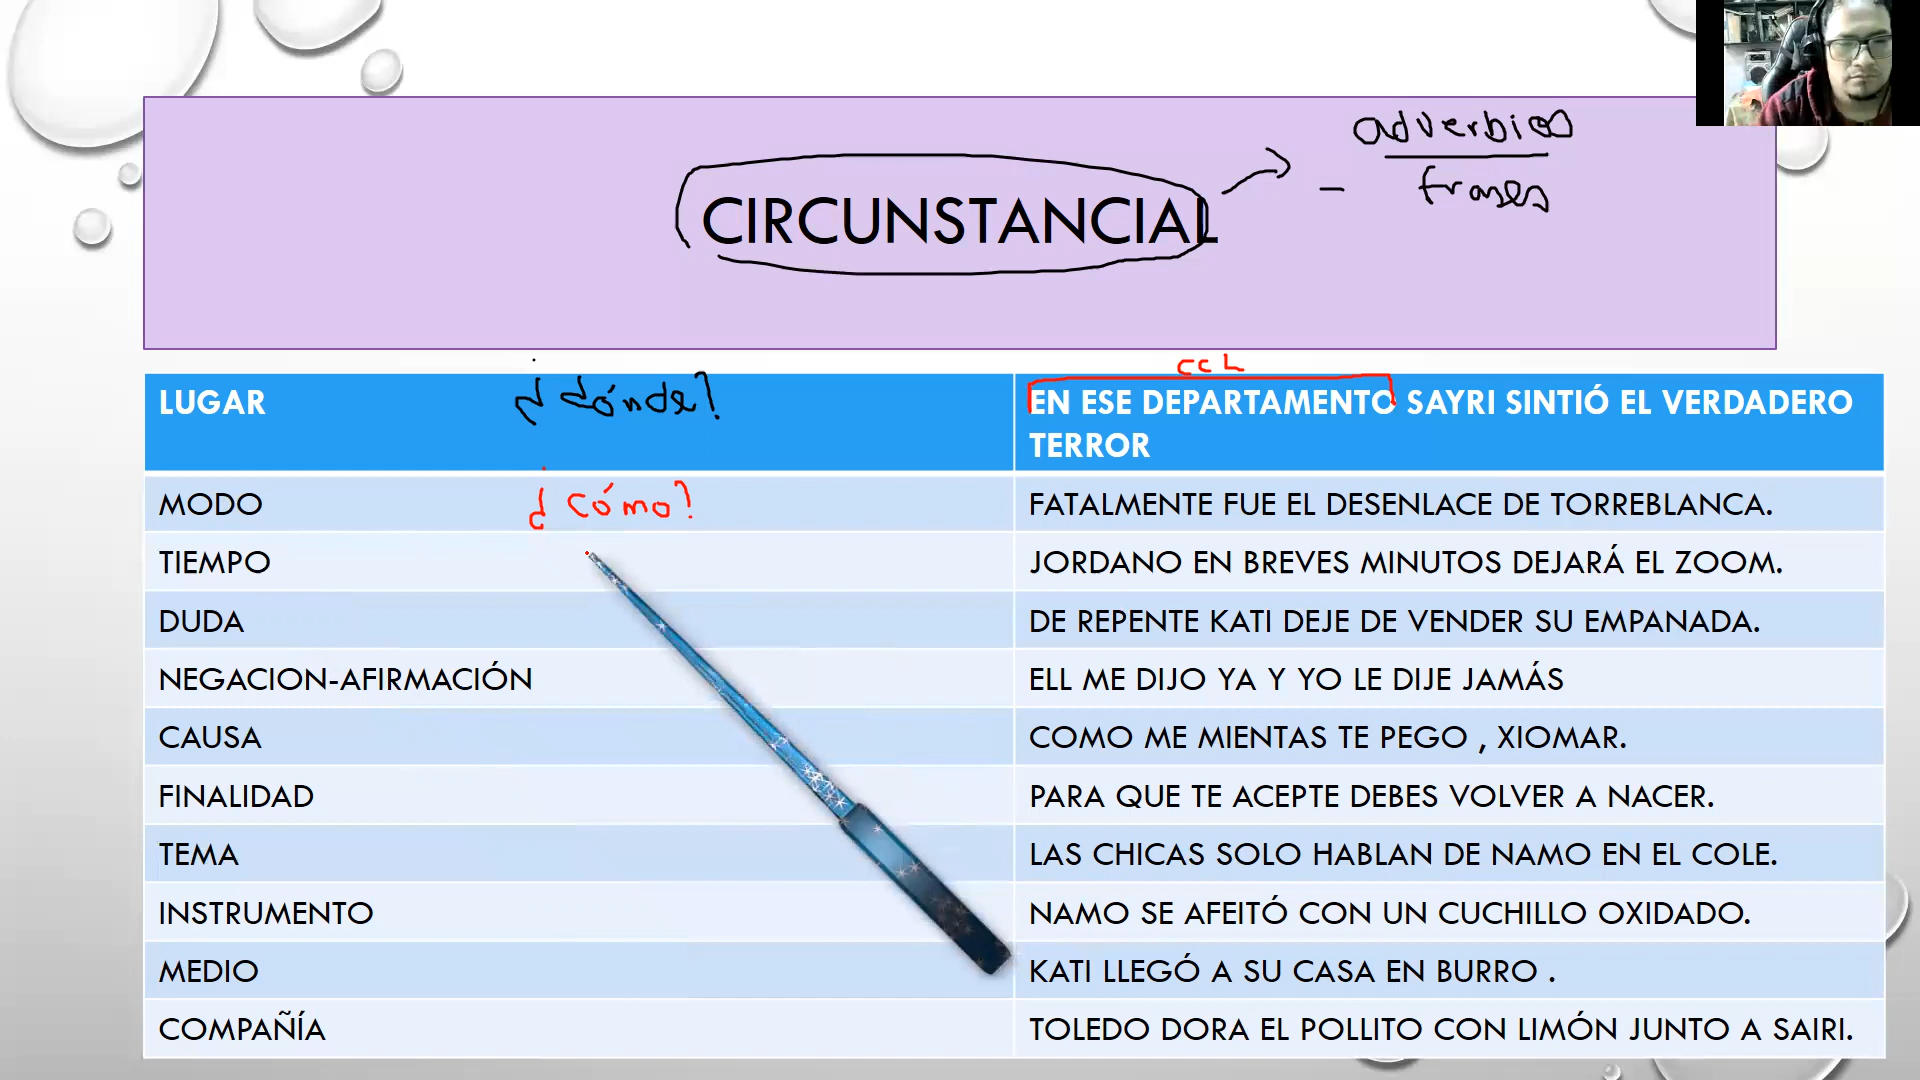 adverbios
CIRCUNSTANCIAL
- frases
CCL
LUGAR ¿dónde? EN ESE DEPARTAMENTO SAYRI SINTIÓ EL VERDADERO
TERROR
MODO ¿cómo? FATALMENTE FUE EL DESENLACE DE TORREBLANCA.
TIEMPO JORDANO EN BREVES MINUTOS DEJARÁ EL ZOOM.
DUDA DE REPENTE KATI DEJE DE VENDER SU EMPANADA.
NEGACION-AFIRMACIÓN ELL ME DIJO YA Y YO LE DIJE JAMÁS
CAUSA COMO ME MIENTAS TE PEGO , XIOMAR.
FINALIDAD PARA QUE TE ACEPTE DEBES VOLVER A NACER.
TEMA LAS CHICAS SOLO HABLAN DE NAMO EN EL COLE.
INSTRUMENTO NAMO SE AFEITÓ CON UN CUCHILLO OXIDADO.
MEDIO KATI LLEGÓ A SU CASA EN BURRO .
COMPAÑÍA TOLEDO DORA EL POLLITO CON LIMÓN JUNTO A SAIRI.